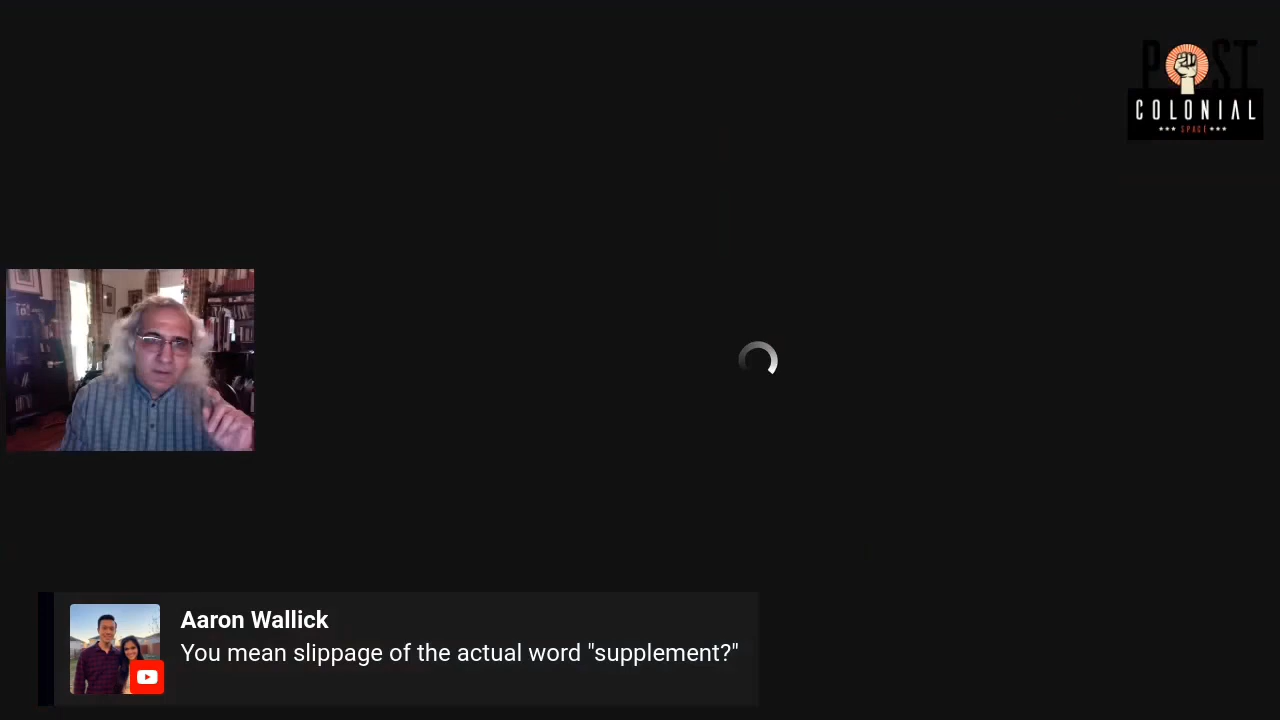 POST
COLONIAL
SPACE
Aaron Wallick
You mean slippage of the actual word "supplement?"